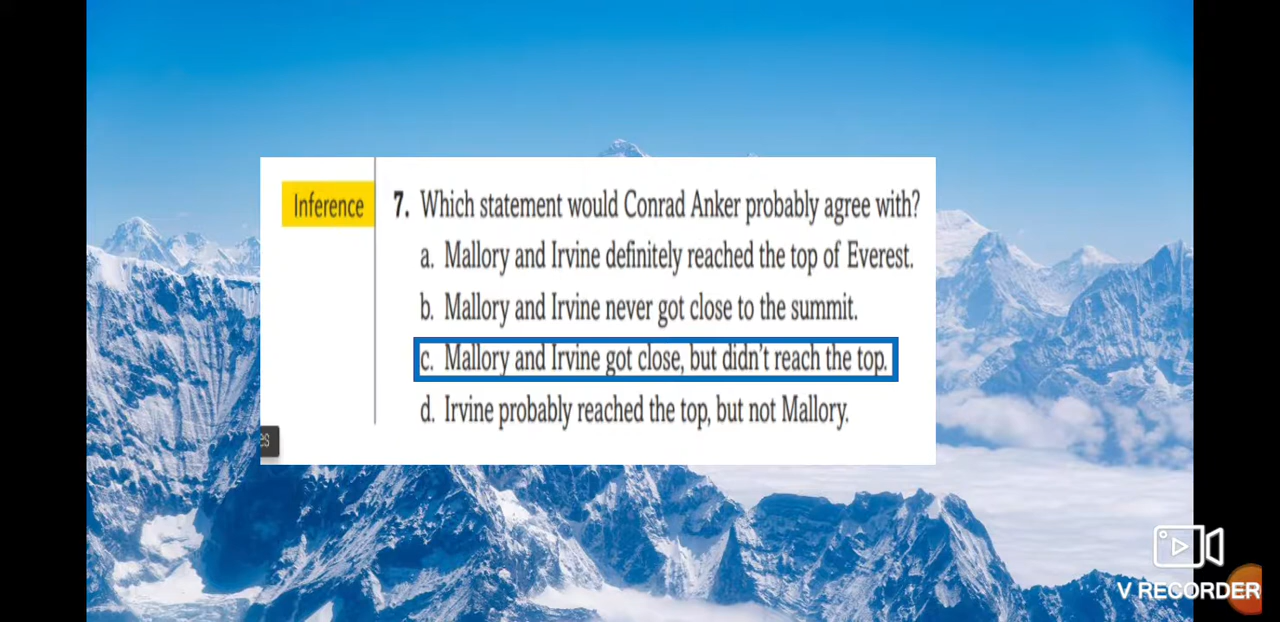 Inference
7. Which statement would Conrad Anker probably agree with?
a. Mallory and Irvine definitely reached the top of Everest.
b. Mallory and Irvine never got close to the summit.
c. Mallory and Irvine got close, but didn't reach the top.
d. Irvine probably reached the top, but not Mallory.
es
V RECORDER